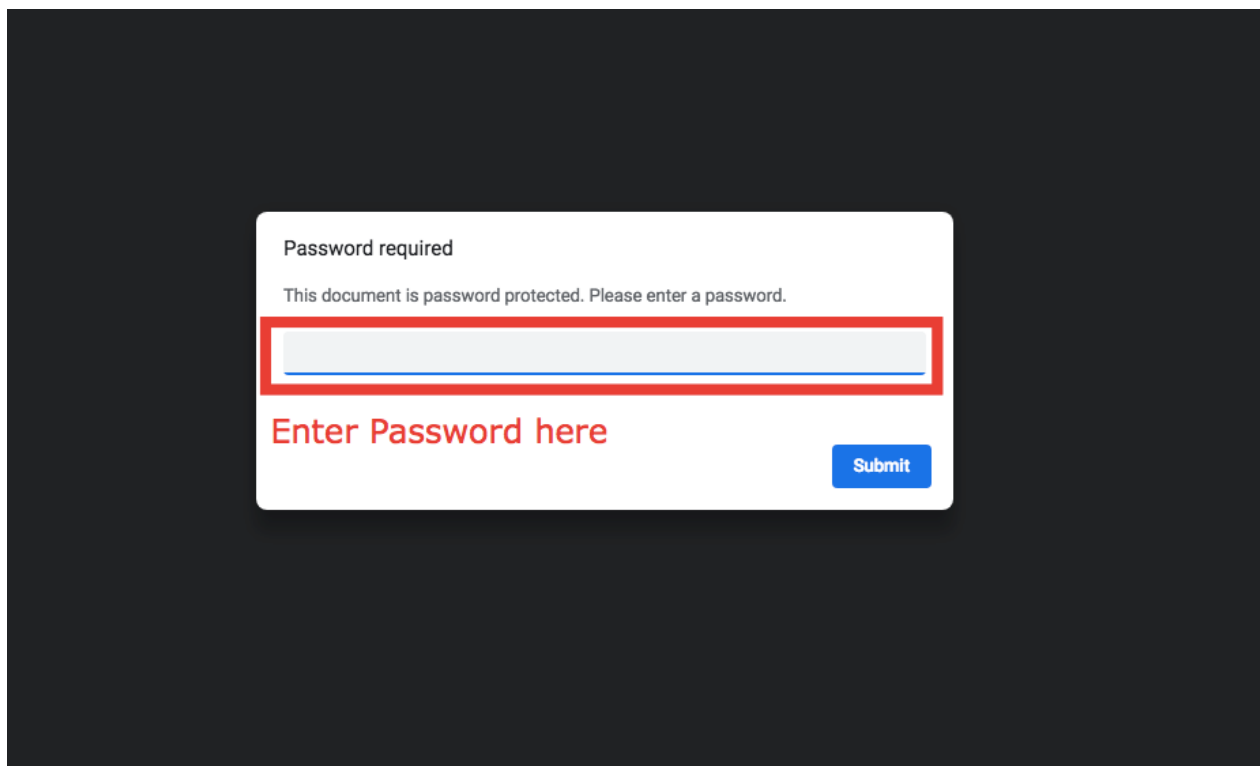 Password required
This document is password protected. Please enter a password.
Enter Password here
Submit